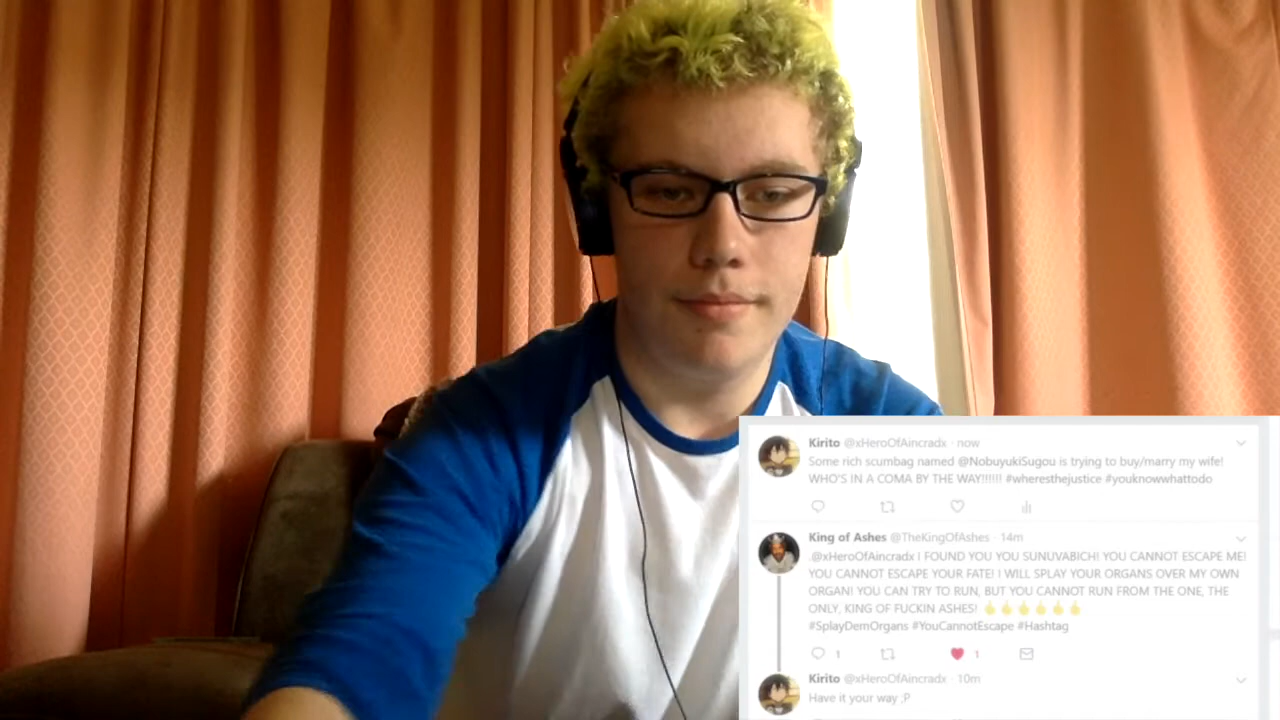 Kirito @xHeroOfAincradx · now
Some rich scumbag named @NobuyukiSugou is trying to buy/marry my wife!
WHO'S IN A COMA BY THE WAY!!!!!! #wheresthejustice #youknowwhattodo
King of Ashes @TheKingOfAshes · 14m
.@xHeroOfAincradx I FOUND YOU YOU SUNUVABICH! YOU CANNOT ESCAPE ME!
YOU CANNOT ESCAPE YOUR FATE! I WILL SPLAY YOUR ORGANS OVER MY OWN
ORGAN! YOU CAN TRY TO RUN, BUT YOU CANNOT RUN FROM THE ONE, THE
ONLY, KING OF FUCKIN ASHES! 🖕🖕🖕🖕🖕🖕
#SplayDemOrgans #YouCannotEscape #Hashtag
1 1
Kirito @xHeroOfAincradx · 10m
Have it your way ;P